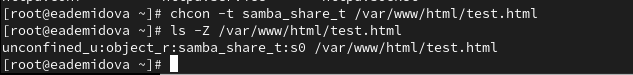 [root@eademidova ~]# chcon -t samba_share_t /var/www/html/test.html
[root@eademidova ~]# ls -Z /var/www/html/test.html
unconfined_u:object_r:samba_share_t:s0 /var/www/html/test.html
[root@eademidova ~]#